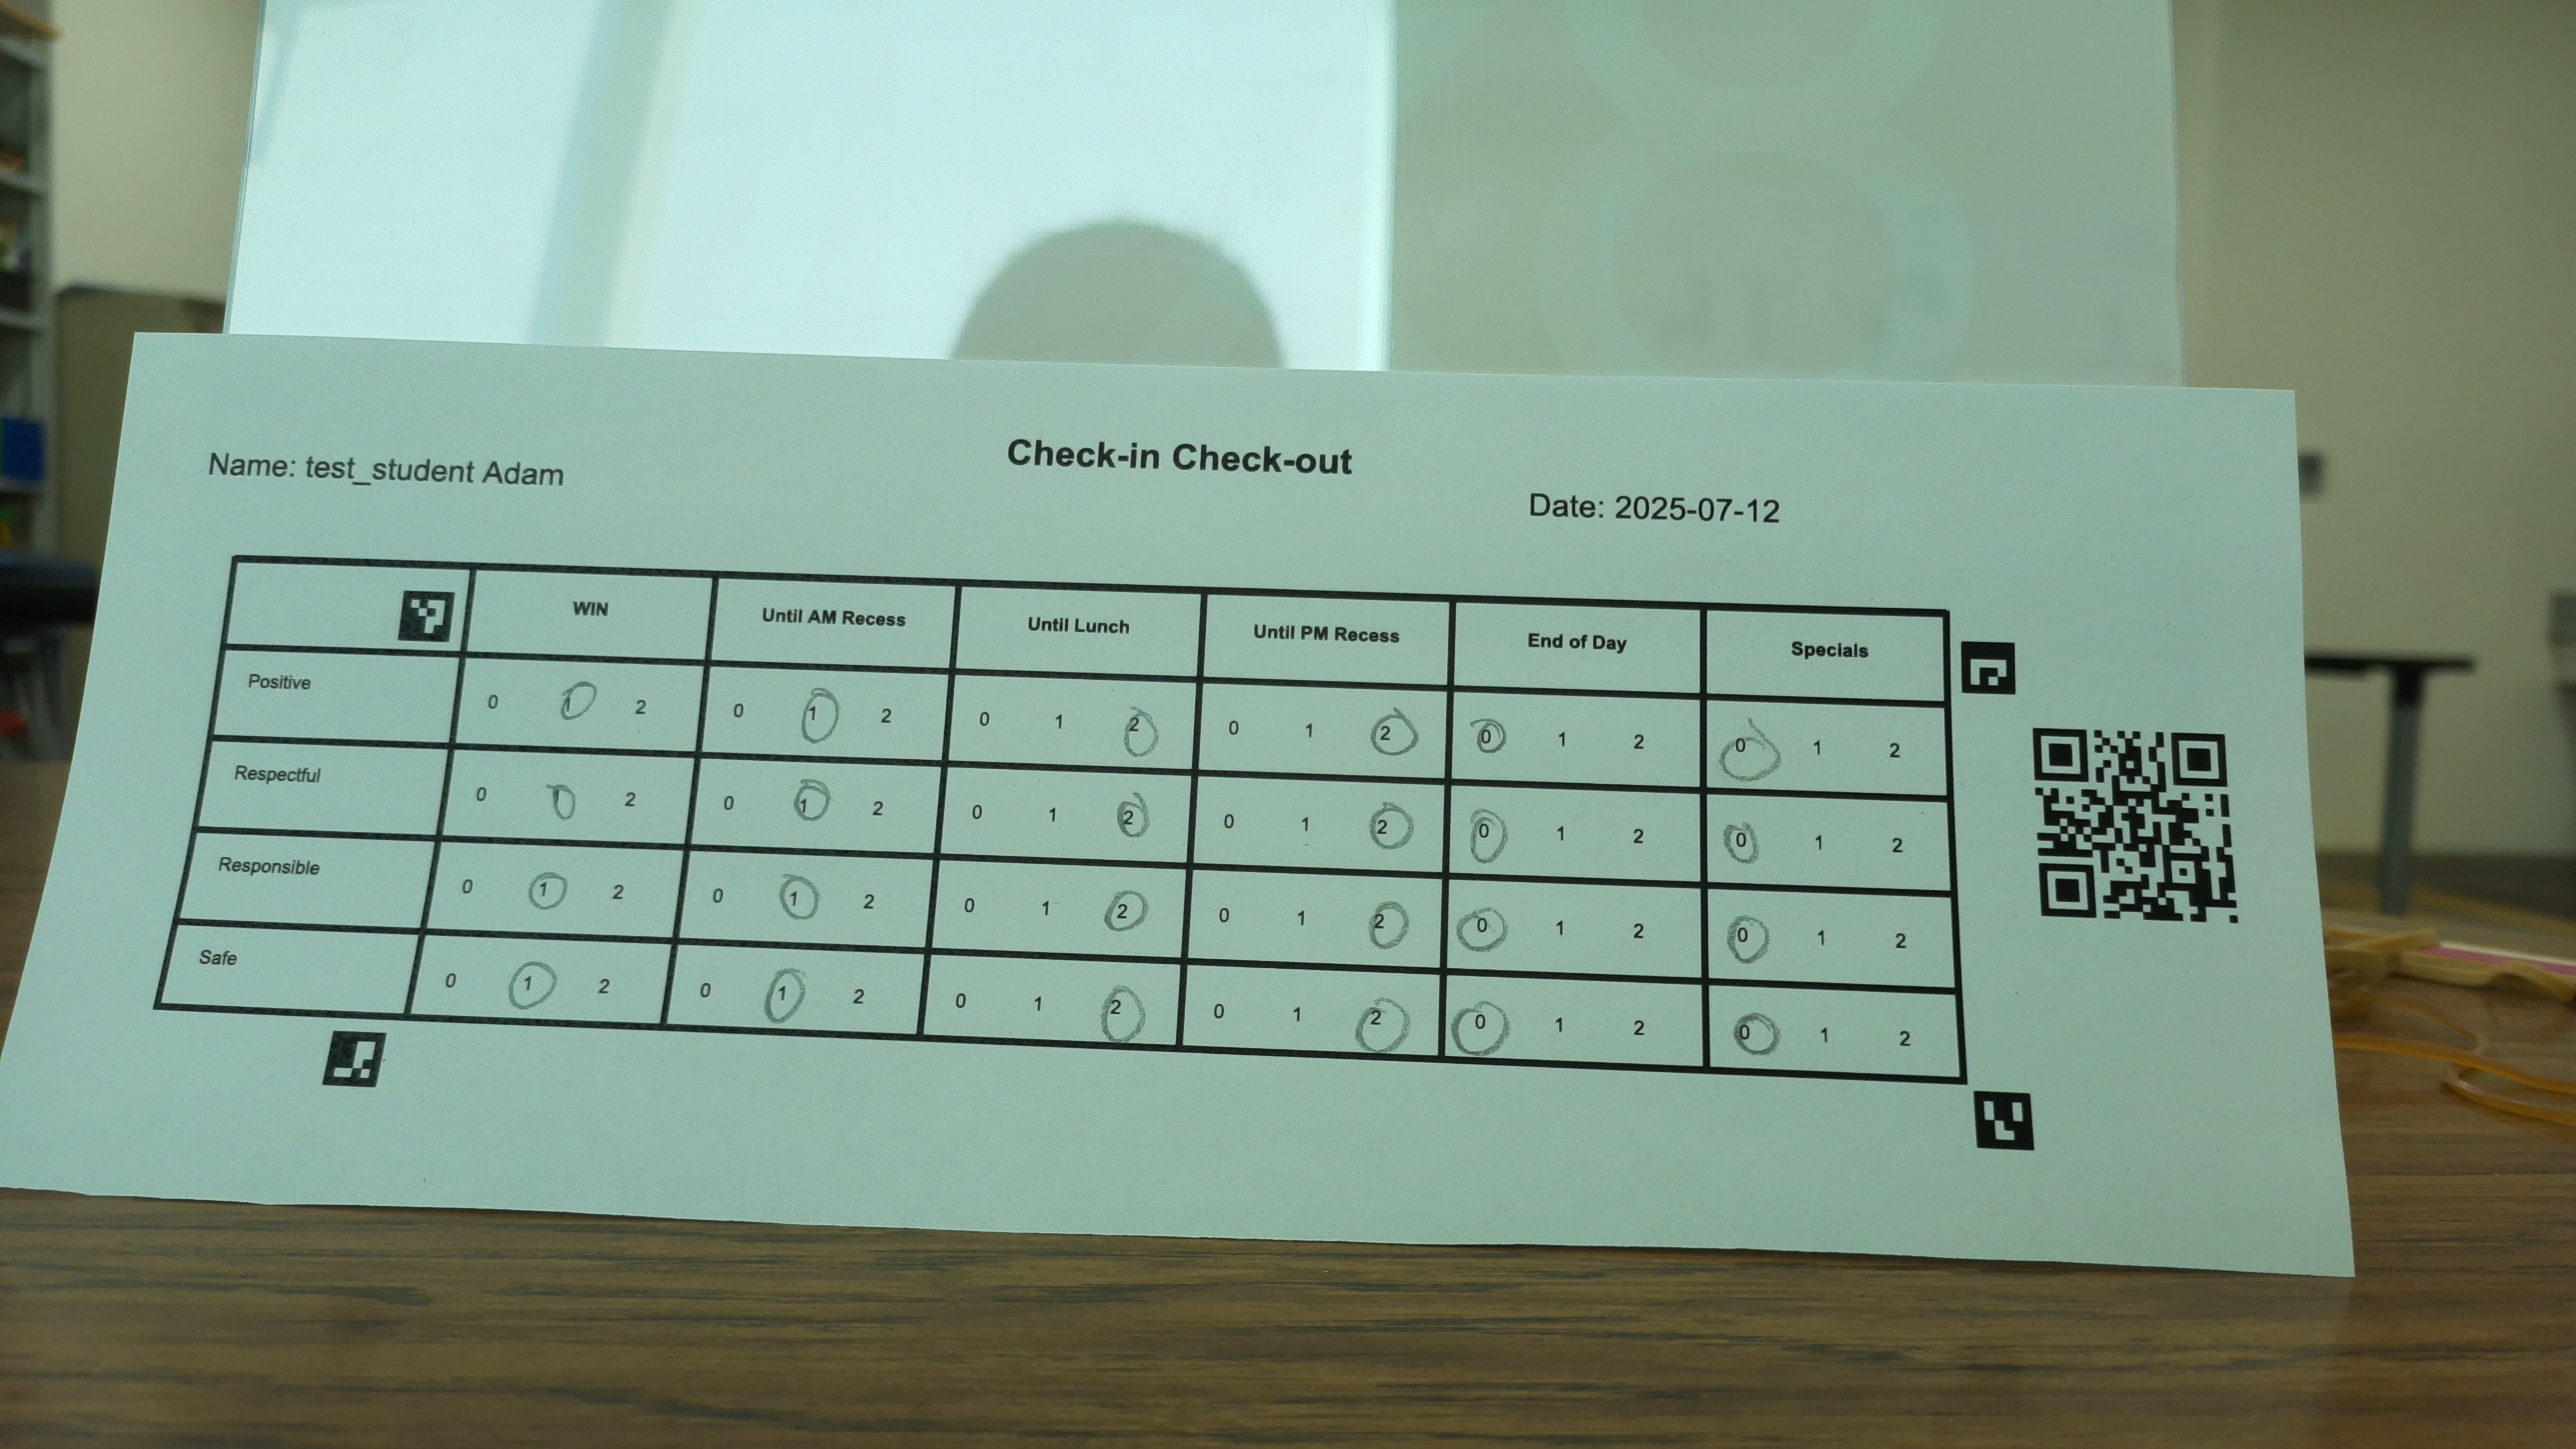 Check-in Check-out
Name: test_student Adam
Date: 2025-07-12
WIN Until AM Recess Until Lunch Until PM Recess End of Day Specials
Positive 0 1 2 0 1 2 0 1 2 0 1 2 0 1 2 0 1 2
Respectful 0 1 2 0 1 2 0 1 2 0 1 2 0 1 2 0 1 2
Responsible 0 1 2 0 1 2 0 1 2 0 1 2 0 1 2 0 1 2
Safe 0 1 2 0 1 2 0 1 2 0 1 2 0 1 2 0 1 2